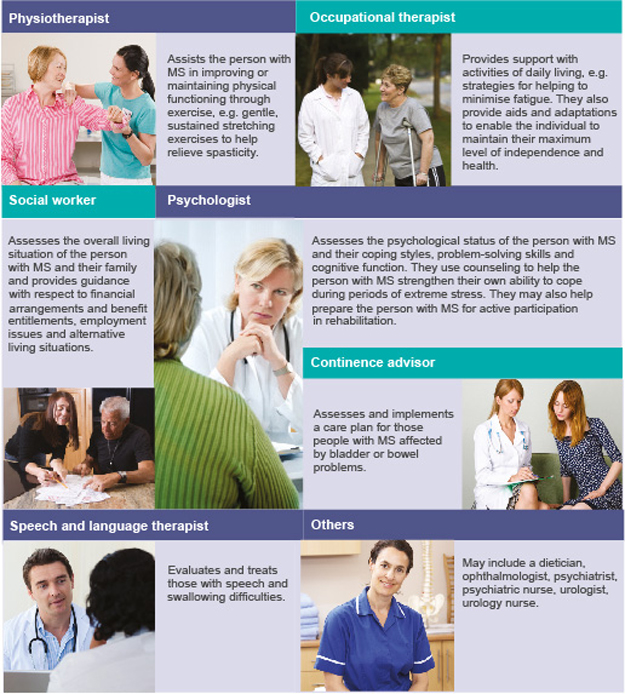 Physiotherapist
Assists the person with
MS in improving or
maintaining physical
functioning through
exercise, e.g. gentle,
sustained stretching
exercises to help
relieve spasticity.
Occupational therapist
Provides support with
activities of daily living, e.g.
strategies for helping to
minimise fatigue. They also
provide aids and adaptations
to enable the individual to
maintain their maximum
level of independence and
health.
Social worker
Assesses the overall living
situation of the person
with MS and their family
and provides guidance
with respect to financial
arrangements and benefit
entitlements, employment
issues and alternative
living situations.
Psychologist
Assesses the psychological status of the person with MS
and their coping styles, problem-solving skills and
cognitive function. They use counseling to help the
person with MS strengthen their own ability to cope
during periods of extreme stress. They may also help
prepare the person with MS for active participation
in rehabilitation.
Continence advisor
Assesses and implements
a care plan for those
people with MS affected
by bladder or bowel
problems.
Speech and language therapist
Evaluates and treats
those with speech and
swallowing difficulties.
Others
May include a dietician,
ophthalmologist, psychiatrist,
psychiatric nurse, urologist,
urology nurse.